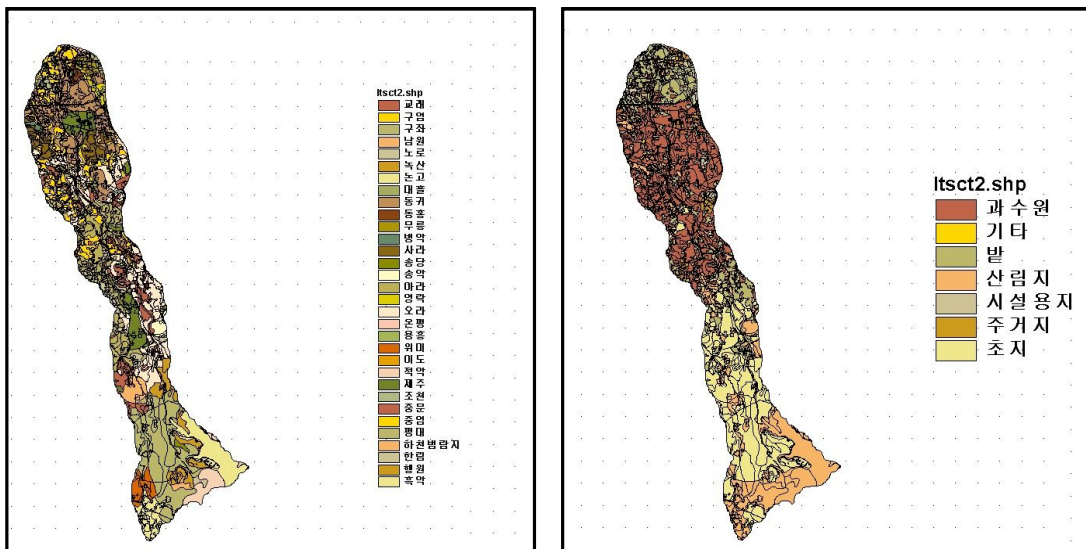 ltsct2.shp
교래
구엄
구좌
남원
노로
녹산
논고
대흘
동귀
동홍
무릉
병악
사라
송당
송악
아라
영락
오라
온평
용흥
위미
이도
적악
제주
조천
중문
중엄
평대
하천범람지
한림
행원
흑악
ltsct2.shp
과수원
기타
밭
산림지
시설용지
주거지
초지